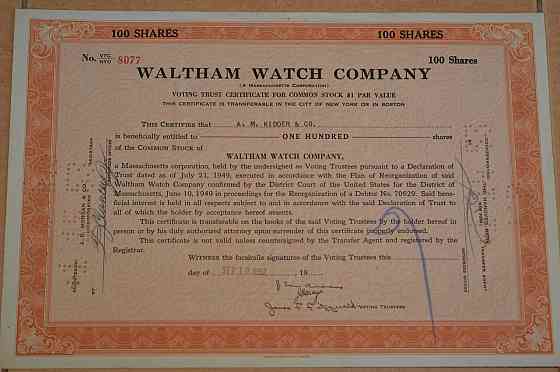 100 SHARES 100 SHARES
No. VTC NYO 8077 100 Shares
WALTHAM WATCH COMPANY
(A MASSACHUSETTS CORPORATION)
VOTING TRUST CERTIFICATE FOR COMMON STOCK $1 PAR VALUE
THIS CERTIFICATE IS TRANSFERABLE IN THE CITY OF NEW YORK OR IN BOSTON
THIS CERTIFIES that A. M. KIDDER & CO.
is beneficially entitled to ONE HUNDRED shares
of the COMMON STOCK of
WALTHAM WATCH COMPANY,
a Massachusetts corporation, held by the undersigned as Voting Trustees pursuant to a Declaration of
Trust dated as of July 21, 1949, executed in accordance with the Plan of Reorganization of said
Waltham Watch Company confirmed by the District Court of the United States for the District of
Massachusetts, June 10, 1949 in proceedings for the Reorganization of a Debtor No. 70629. Said bene-
ficial interest is held in all respects subject to and in accordance with said Declaration of Trust to
all of which the holder by acceptance hereof assents.
This certificate is transferable on the books of the said Voting Trustees by the holder hereof in
person or by his duly authorized attorney upon surrender of this certificate properly endorsed.
This certificate is not valid unless countersigned by the Transfer Agent and registered by the
Registrar.
WITNESS the facsimile signatures of the Voting Trustees this
day of SEP 10 19
VOTING TRUSTEES
J. P. MORGAN & CO.